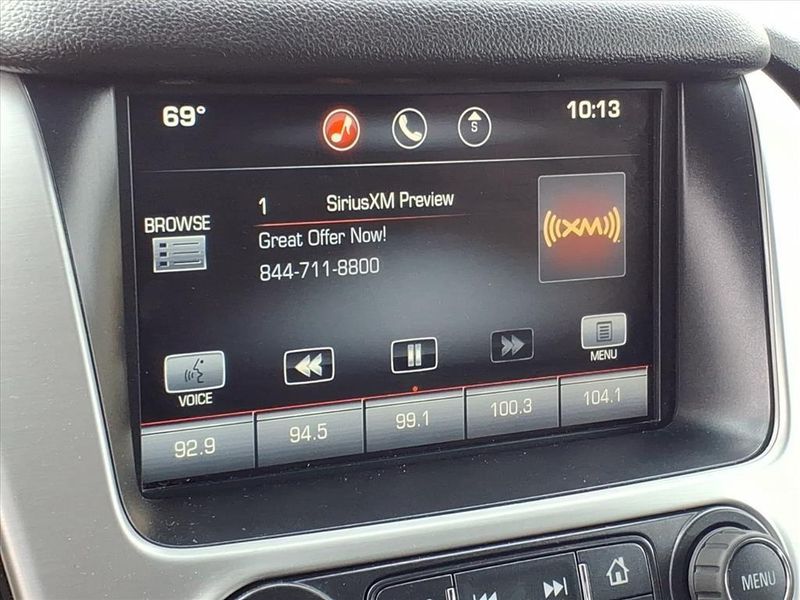 69°
S
10:13
1 SiriusXM Preview
BROWSE
Great Offer Now!
844-711-8800
((XM))
VOICE
MENU
92.9 94.5 99.1 100.3 104.1
MENU